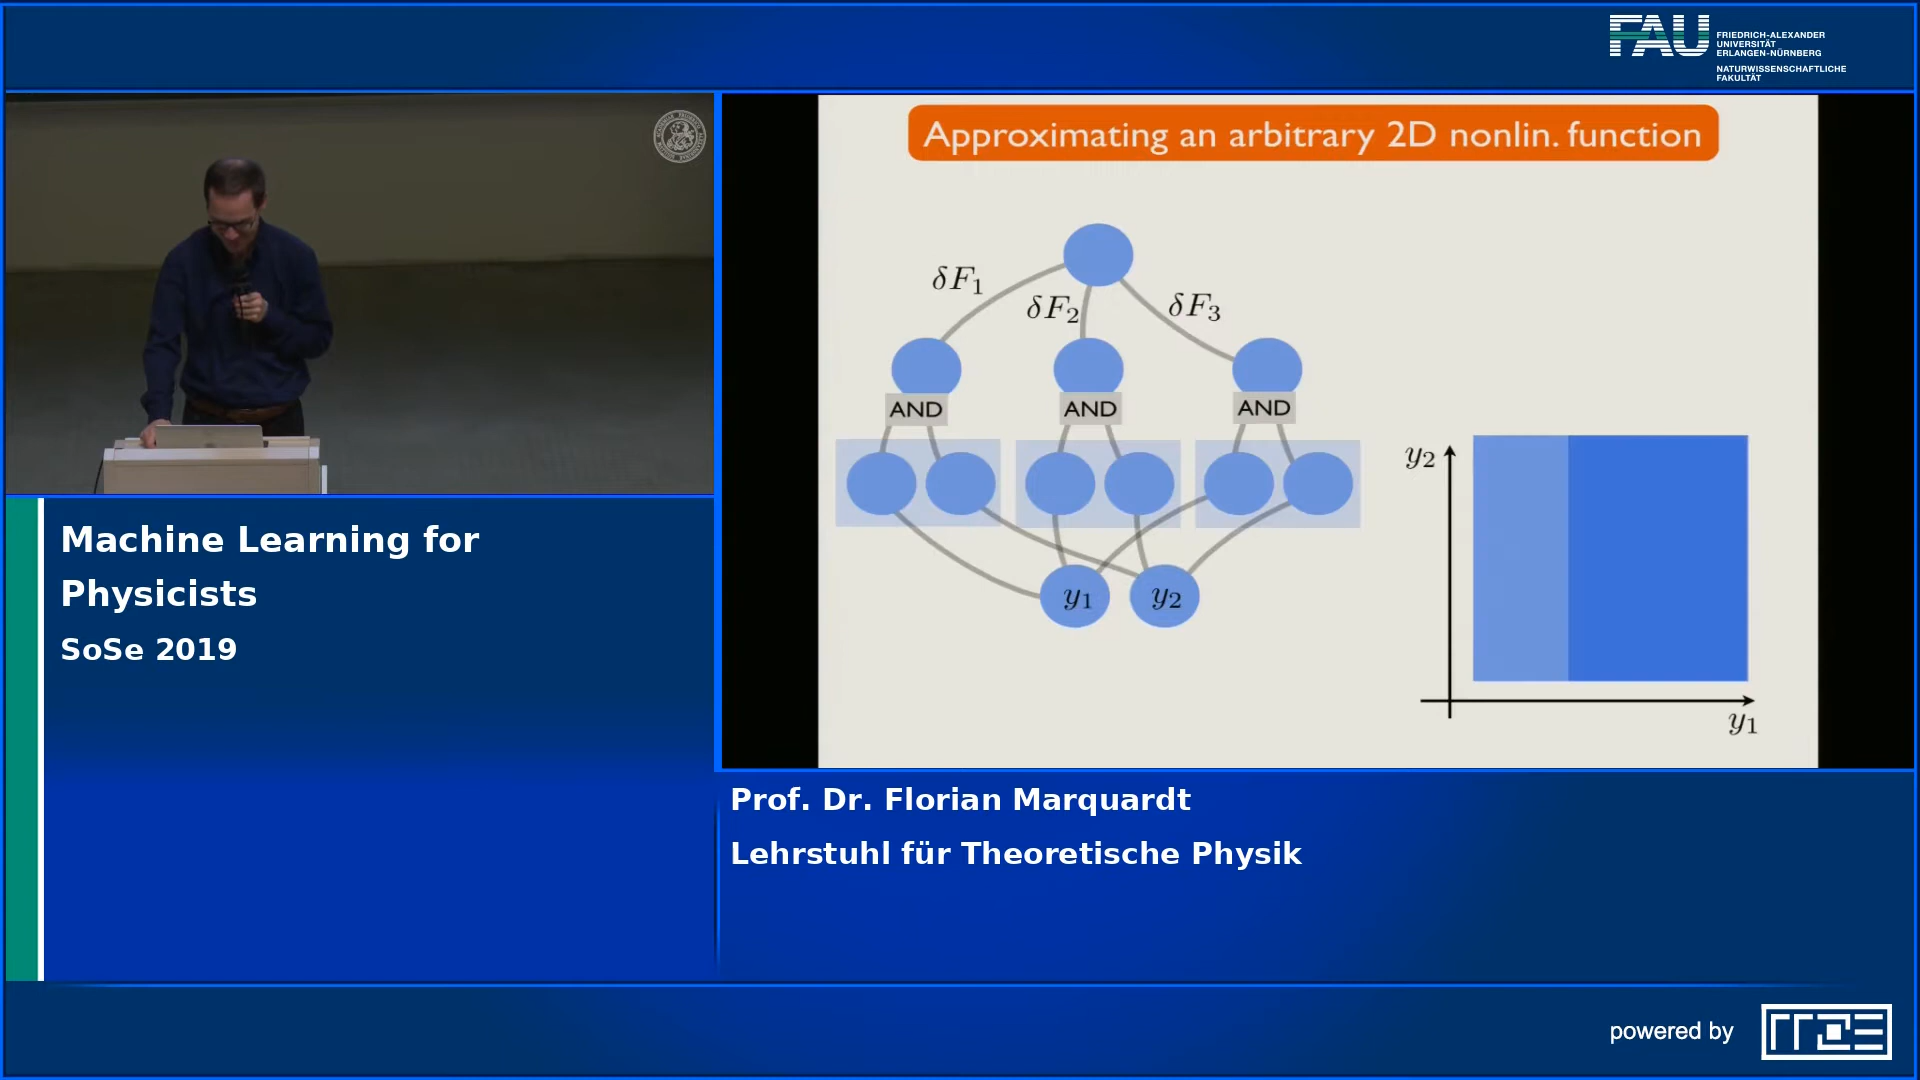 FAU
FRIEDRICH-ALEXANDER
UNIVERSITÄT
ERLANGEN-NÜRNBERG
NATURWISSENSCHAFTLICHE
FAKULTÄT
Approximating an arbitrary 2D nonlin. function
δF₁
δF₂
δF₃
AND
AND
AND
y₁
y₂
y₂
y₁
Machine Learning for
Physicists
SoSe 2019
Prof. Dr. Florian Marquardt
Lehrstuhl für Theoretische Physik
powered by